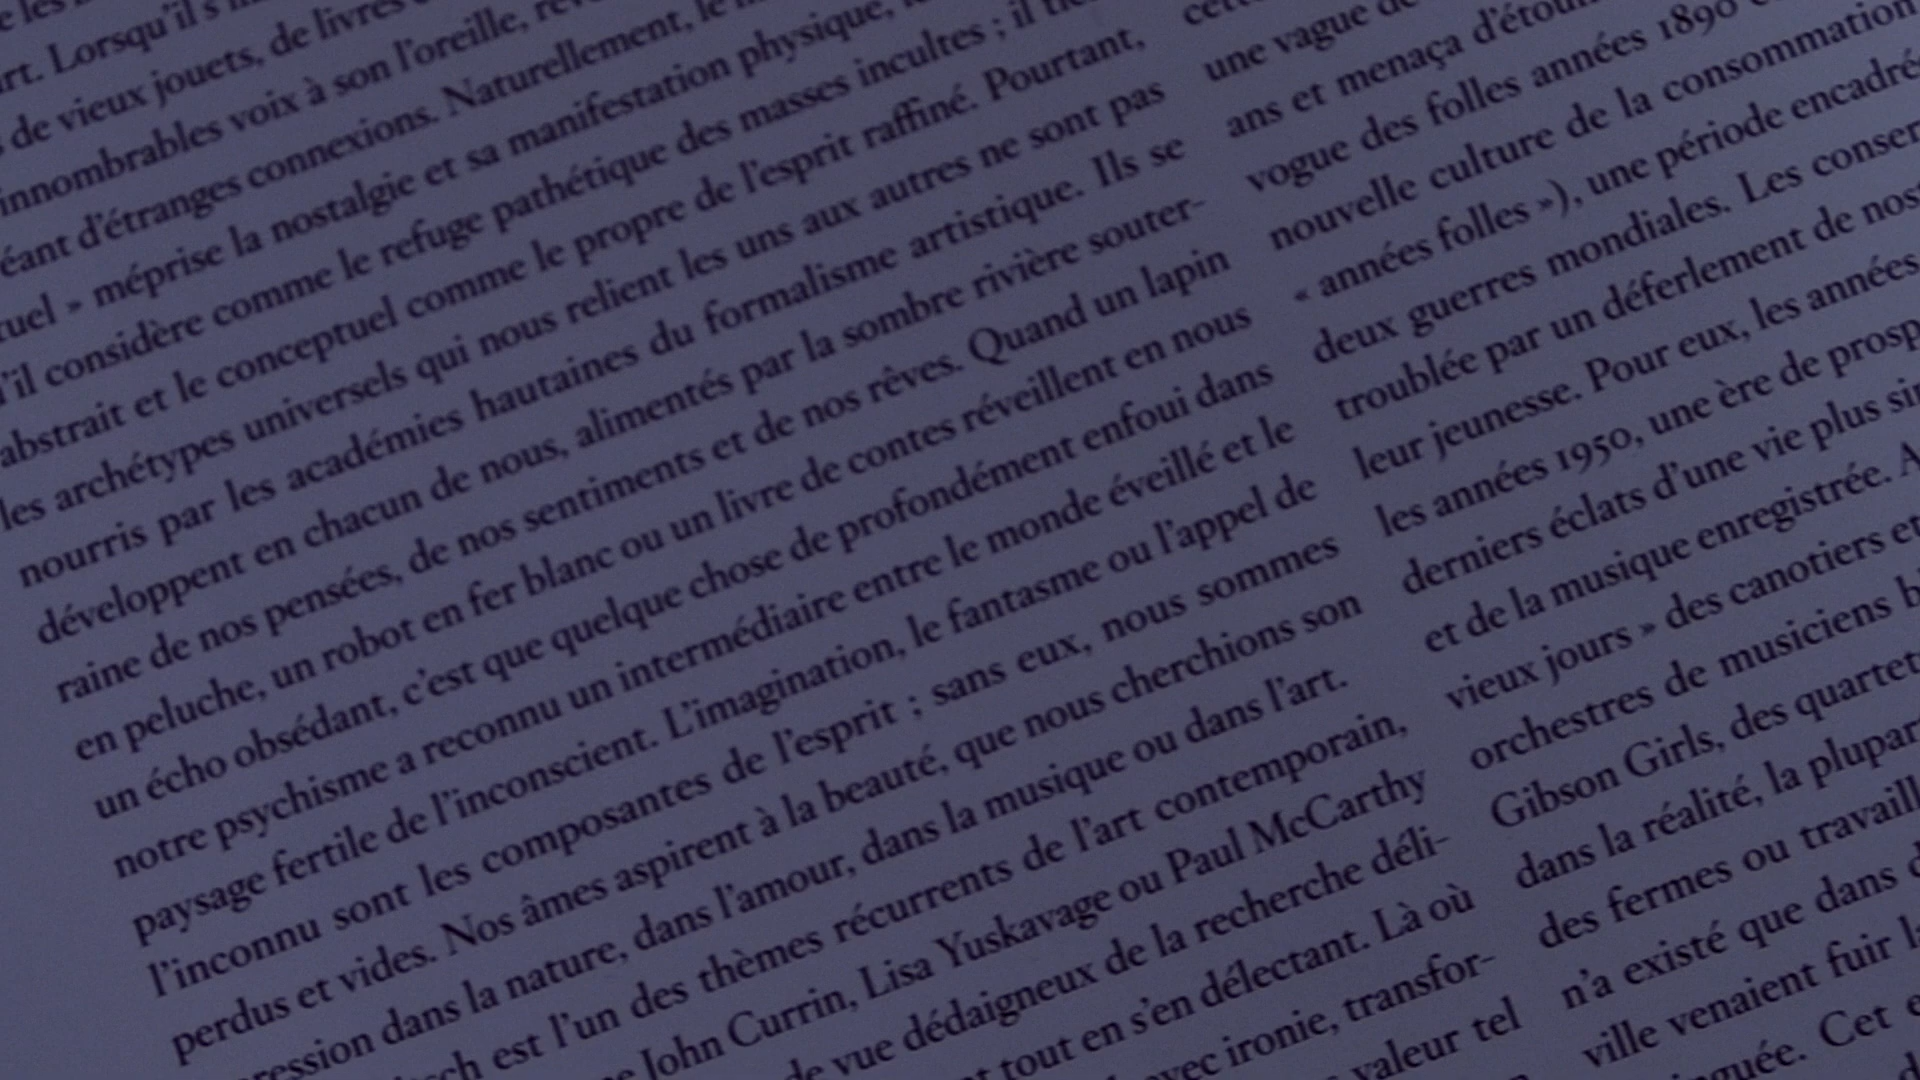 art. Lorsqu'il s'in
de vieux jouets, de livres
innombrables voix à son l'oreille,
éant d'étranges connexions. Naturellement, le
tuel » méprise la nostalgie et sa manifestation physique,
'il considère comme le refuge pathétique des masses incultes ; il tie
abstrait et le conceptuel comme le propre de l'esprit raffiné. Pourtant,
les archétypes universels qui nous relient les uns aux autres ne sont pas
nourris par les académies hautaines du formalisme artistique. Ils se
développent en chacun de nous, alimentés par la sombre rivière souter-
raine de nos pensées, de nos sentiments et de nos rêves. Quand un lapin
en peluche, un robot en fer blanc ou un livre de contes réveillent en nous
un écho obsédant, c'est que quelque chose de profondément enfoui dans
notre psychisme a reconnu un intermédiaire entre le monde éveillé et le
paysage fertile de l'inconscient. L'imagination, le fantasme ou l'appel de
l'inconnu sont les composantes de l'esprit ; sans eux, nous sommes
perdus et vides. Nos âmes aspirent à la beauté, que nous cherchions son
ression dans la nature, dans l'amour, dans la musique ou dans l'art.
sch est l'un des thèmes récurrents de l'art contemporain,
John Currin, Lisa Yuskavage ou Paul McCarthy
de vue dédaigneux de la recherche déli-
t tout en s'en délectant. Là où
avec ironie, transfor-
valeur tel
une vague de
ans et menaça d'étou
vogue des folles années 1890
nouvelle culture de la consommation
« années folles »), une période encadré
deux guerres mondiales. Les conser
troublée par un déferlement de nos
leur jeunesse. Pour eux, les années
les années 1950, une ère de prosp
derniers éclats d'une vie plus sim
et de la musique enregistrée. A
vieux jours » des canotiers et
orchestres de musiciens b
Gibson Girls, des quartet
dans la réalité, la plupar
des fermes ou travaill
n'a existé que dans
ville venaient fuir l
inguée. Cet